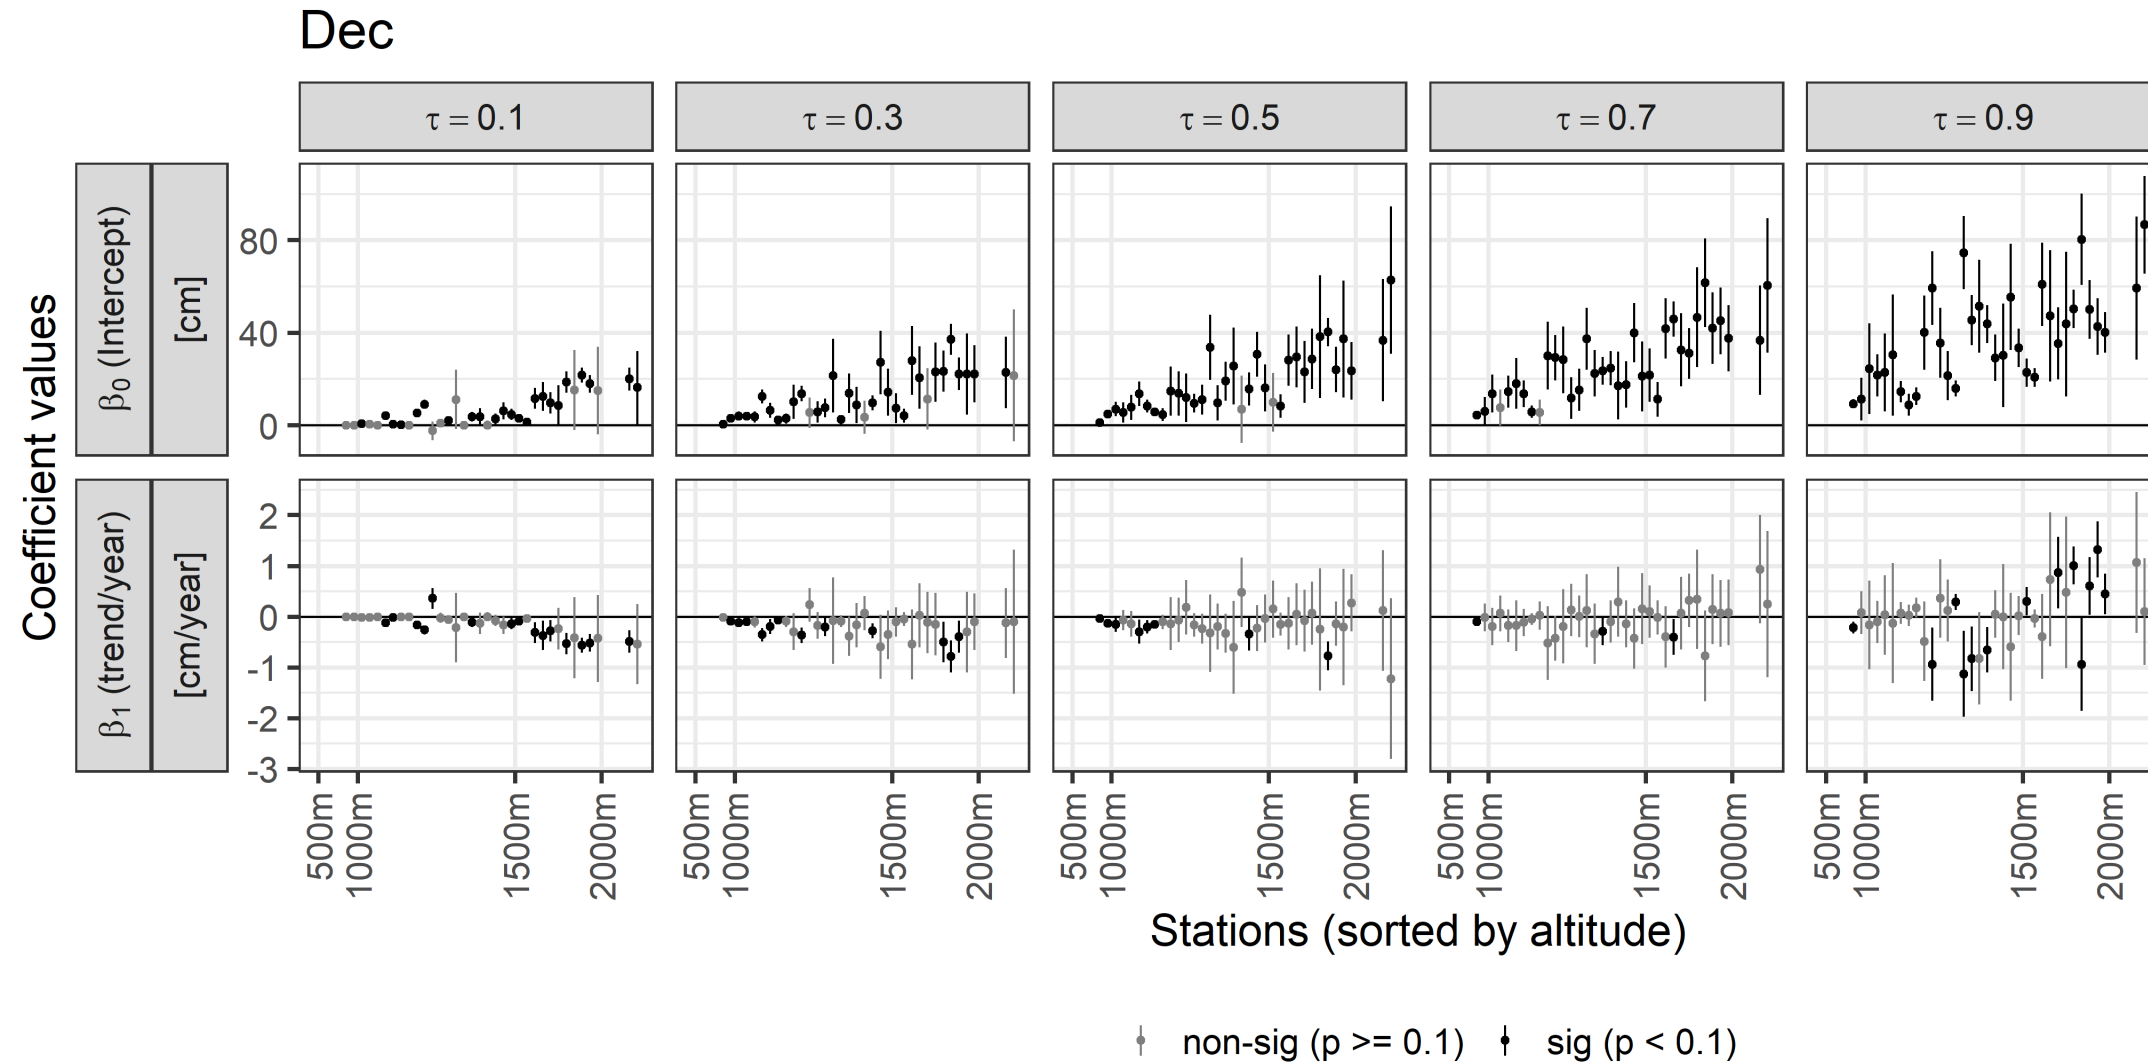 Dec
τ = 0.1
τ = 0.3
τ = 0.5
τ = 0.7
τ = 0.9
Coefficient values
β0 (Intercept)
[cm]
80
40
0
β1 (trend/year)
[cm/year]
2
1
0
-1
-2
-3
500m
1000m
1500m
2000m
500m
1000m
1500m
2000m
500m
1000m
1500m
2000m
500m
1000m
1500m
2000m
500m
1000m
1500m
2000m
Stations (sorted by altitude)
non-sig (p >= 0.1)
sig (p < 0.1)